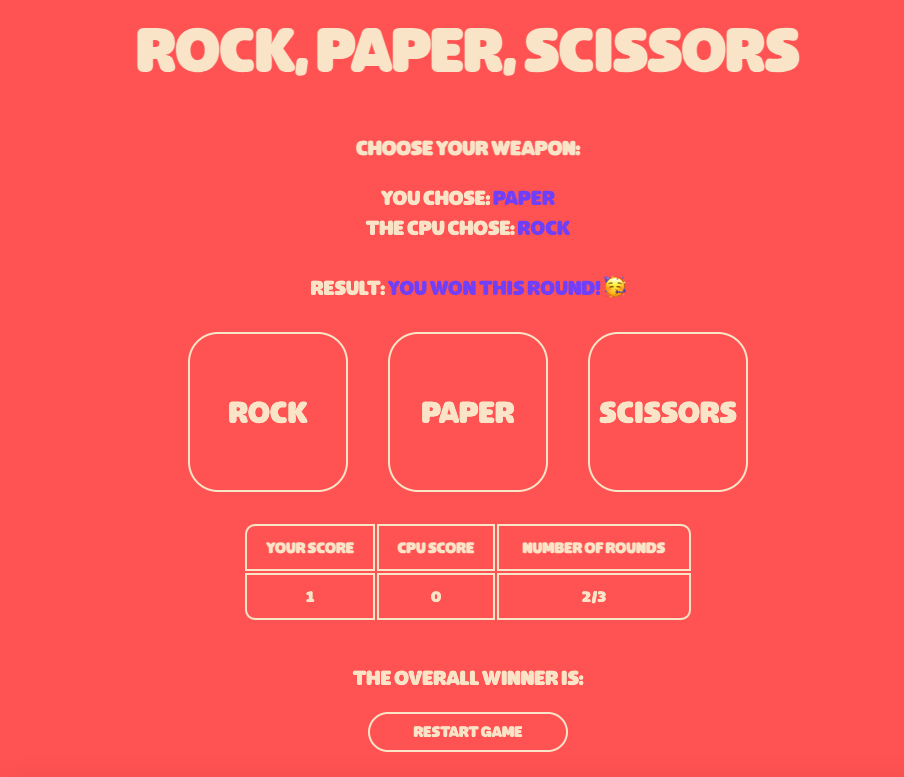 ROCK, PAPER, SCISSORS
CHOOSE YOUR WEAPON:
YOU CHOSE: PAPER
THE CPU CHOSE: ROCK
RESULT: YOU WON THIS ROUND! 🥳
ROCK
PAPER
SCISSORS
YOUR SCORE CPU SCORE NUMBER OF ROUNDS
1 0 2/3
THE OVERALL WINNER IS:
RESTART GAME